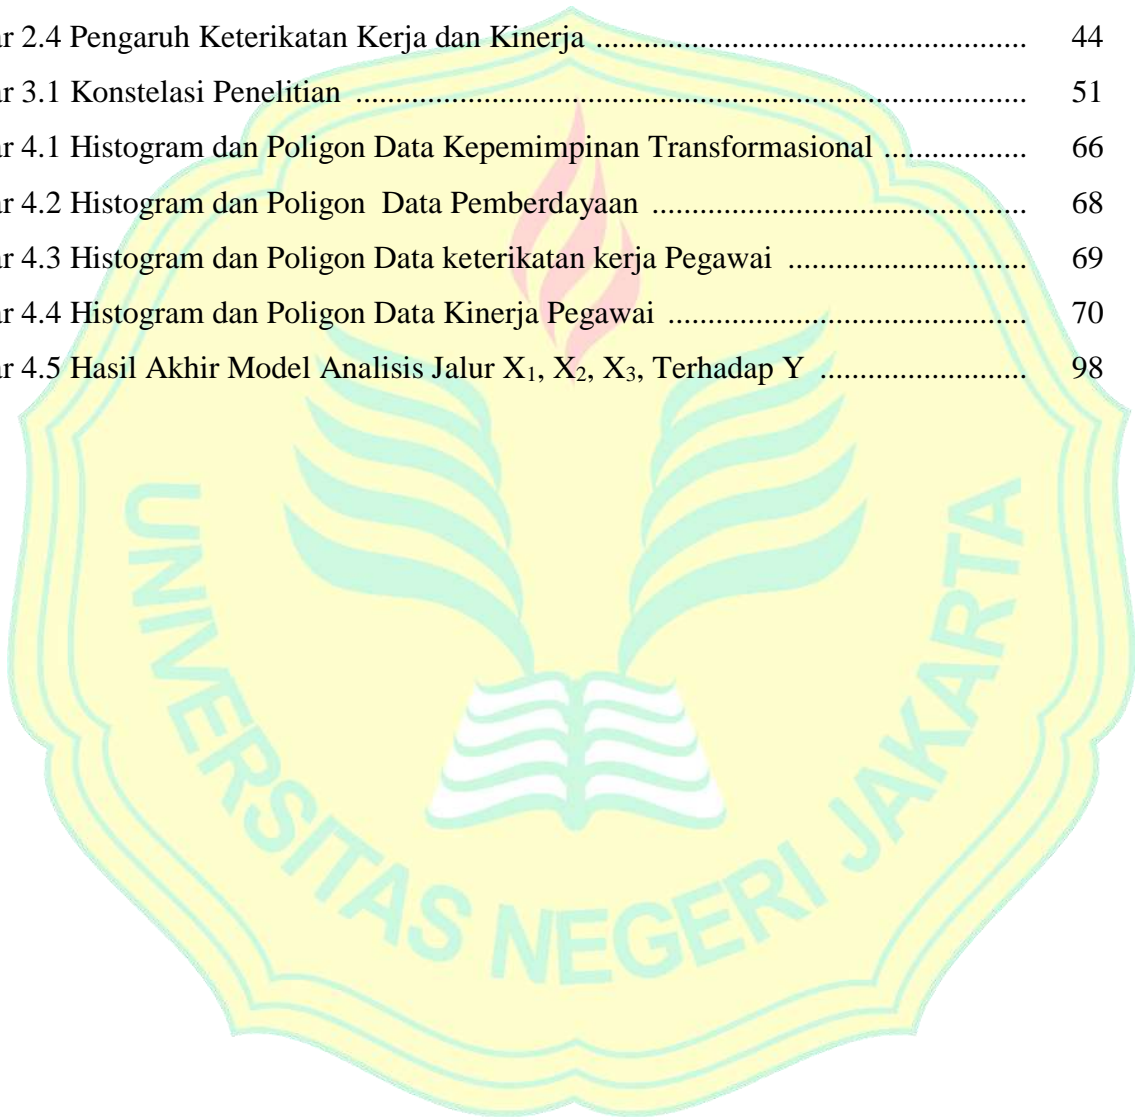 ar 2.4 Pengaruh Keterikatan Kerja dan Kinerja ............................................................................ 44
ar 3.1 Konstelasi Penelitian ...................................................................................................................... 51
ar 4.1 Histogram dan Poligon Data Kepemimpinan Transformasional ................. 66
ar 4.2 Histogram dan Poligon  Data Pemberdayaan .................................................................. 68
ar 4.3 Histogram dan Poligon Data keterikatan kerja Pegawai .......................................... 69
ar 4.4 Histogram dan Poligon Data Kinerja Pegawai ............................................................... 70
ar 4.5 Hasil Akhir Model Analisis Jalur X₁, X₂, X₃, Terhadap Y .................................... 98
UNIVERSITAS NEGERI JAKARTA